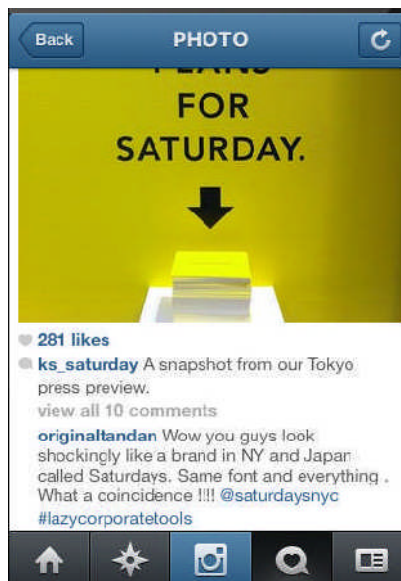 Back
PHOTO
PLANS
FOR
SATURDAY.
281 likes
ks_saturday A snapshot from our Tokyo
press preview.
view all 10 comments
originaltandan Wow you guys look
shockingly like a brand in NY and Japan
called Saturdays. Same font and everything .
What a coincidence !!!! @saturdaysnyc
#lazycorporatetools